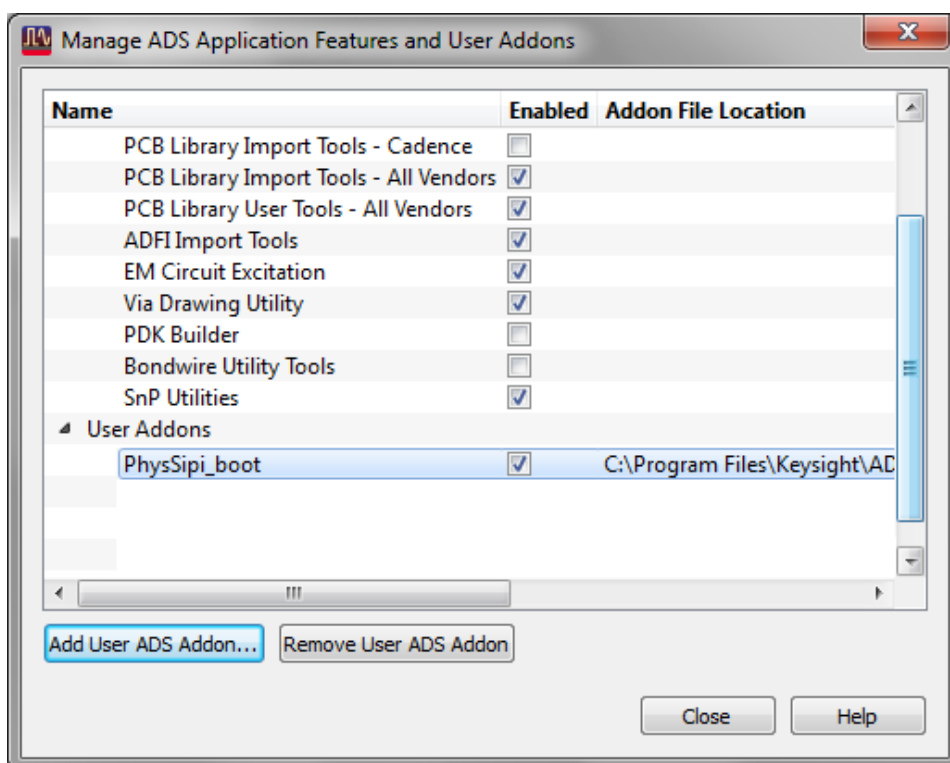 Manage ADS Application Features and User Addons
Name Enabled Addon File Location
PCB Library Import Tools - Cadence
PCB Library Import Tools - All Vendors
PCB Library User Tools - All Vendors
ADFI Import Tools
EM Circuit Excitation
Via Drawing Utility
PDK Builder
Bondwire Utility Tools
SnP Utilities
User Addons
PhysSipi_boot C:\Program Files\Keysight\AD
Add User ADS Addon... Remove User ADS Addon
Close Help